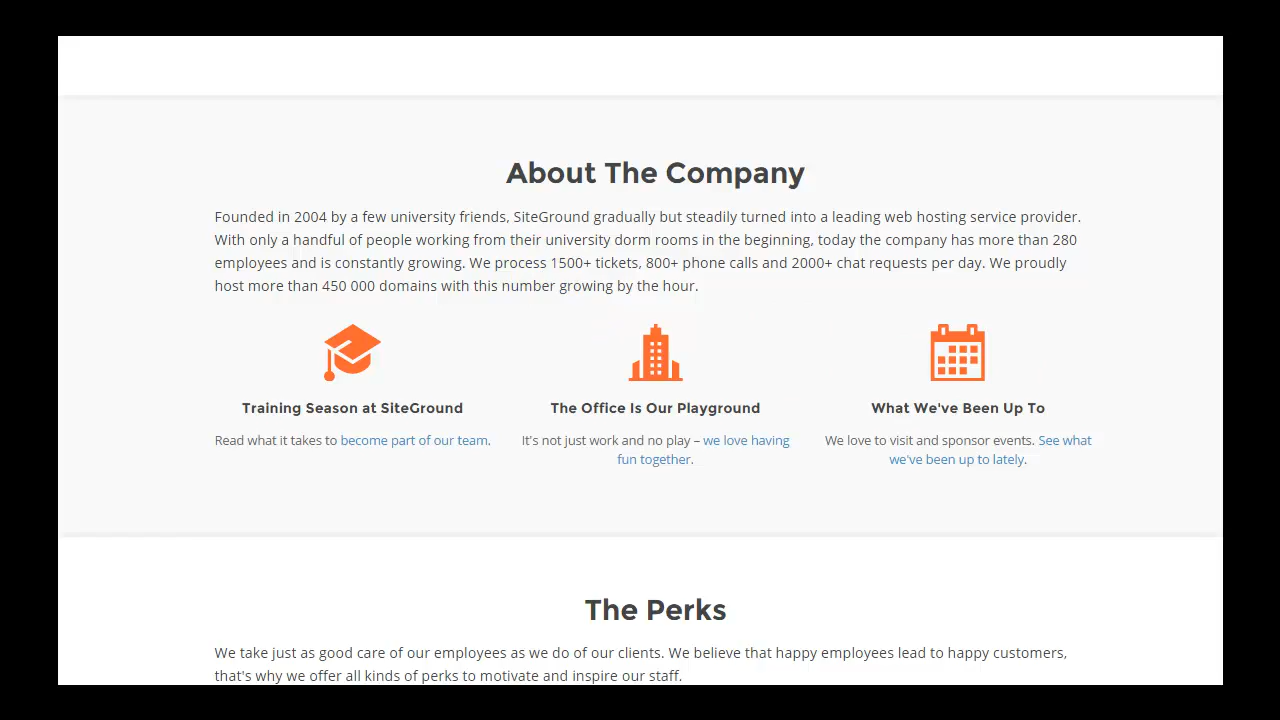 About The Company
Founded in 2004 by a few university friends, SiteGround gradually but steadily turned into a leading web hosting service provider.
With only a handful of people working from their university dorm rooms in the beginning, today the company has more than 280
employees and is constantly growing. We process 1500+ tickets, 800+ phone calls and 2000+ chat requests per day. We proudly
host more than 450 000 domains with this number growing by the hour.
Training Season at SiteGround
Read what it takes to become part of our team.
The Office Is Our Playground
It's not just work and no play – we love having
fun together.
What We've Been Up To
We love to visit and sponsor events. See what
we've been up to lately.
The Perks
We take just as good care of our employees as we do of our clients. We believe that happy employees lead to happy customers,
that's why we offer all kinds of perks to motivate and inspire our staff.